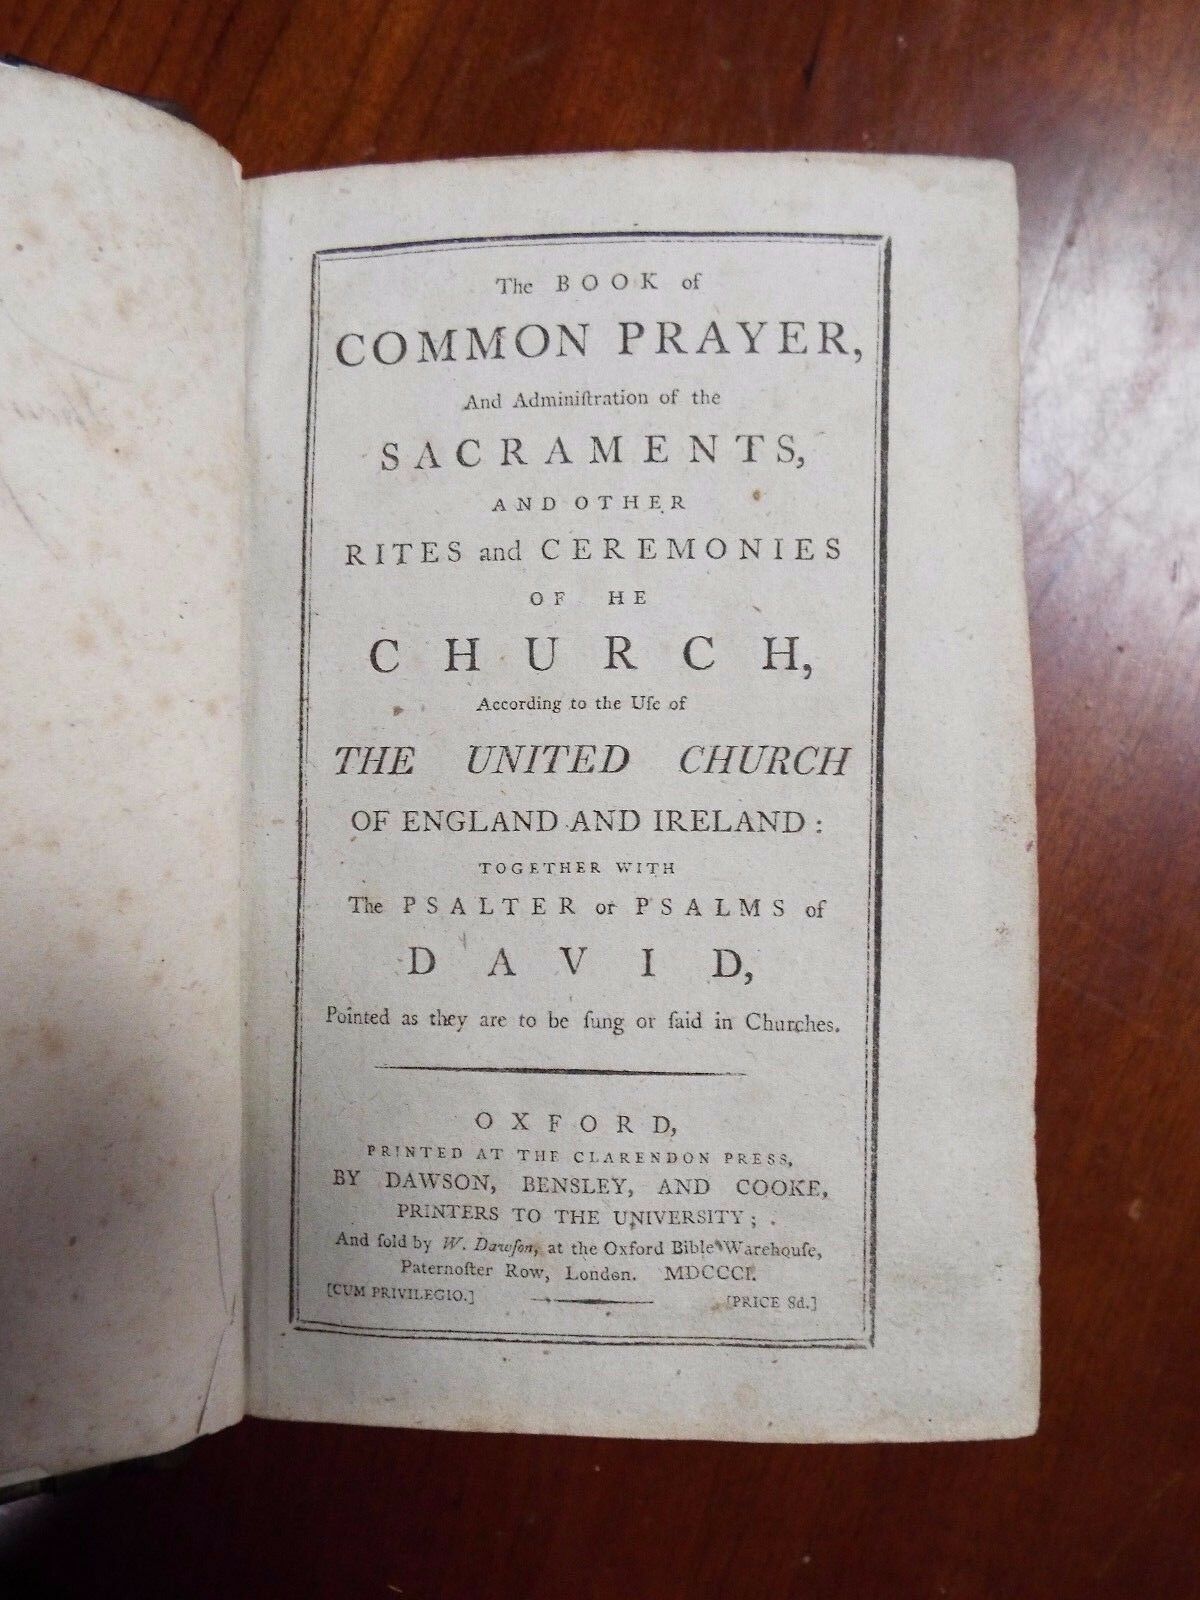 The BOOK of
COMMON PRAYER,
And Adminiſtration of the
SACRAMENTS,
AND OTHER
RITES and CEREMONIES
OF HE
CHURCH,
According to the Uſe of
THE UNITED CHURCH
OF ENGLAND AND IRELAND:
TOGETHER WITH
The PSALTER or PSALMS of
DAVID,
Pointed as they are to be ſung or ſaid in Churches.
OXFORD,
PRINTED AT THE CLARENDON PRESS,
BY DAWSON, BENSLEY, AND COOKE,
PRINTERS TO THE UNIVERSITY;
And ſold by W. Dawſon, at the Oxford Bible Warehouſe,
Paternoſter Row, London. MDCCCI.
[CUM PRIVILEGIO.] [PRICE 8d.]